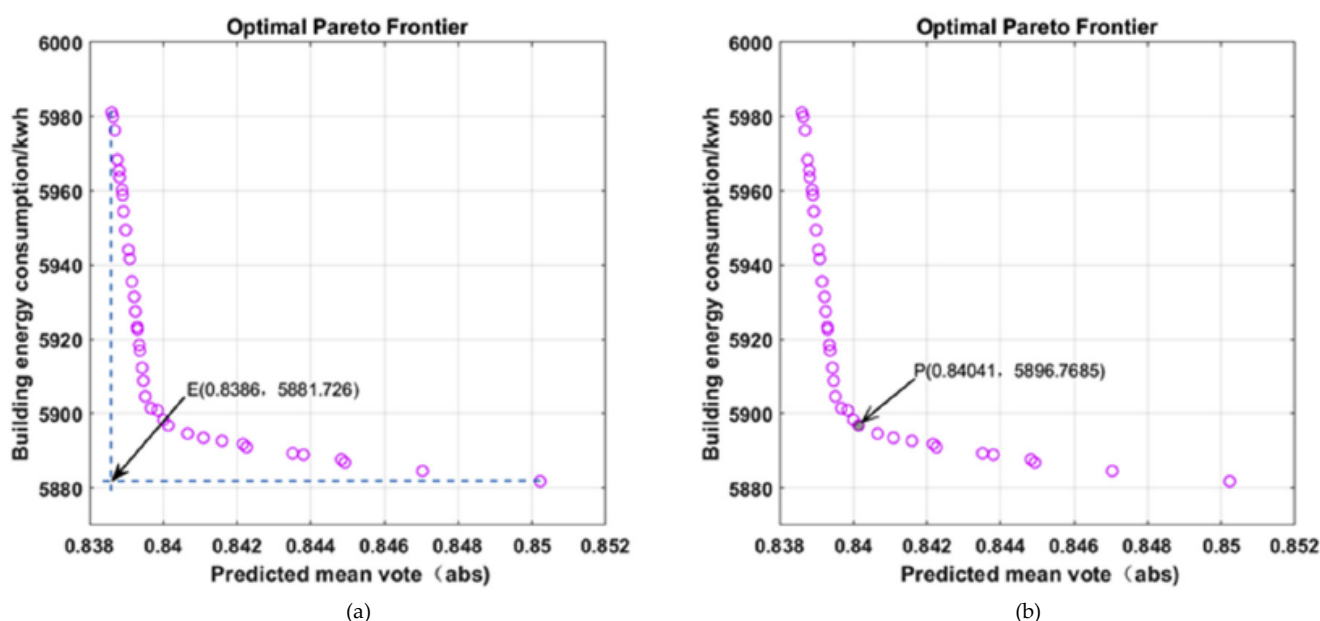 Optimal Pareto Frontier
6000
5980
5960
5940
5920
5900
5880
Building energy consumption/kwh
E(0.8386，5881.726)
0.838 0.84 0.842 0.844 0.846 0.848 0.85 0.852
Predicted mean vote（abs)
(a)
Optimal Pareto Frontier
6000
5980
5960
5940
5920
5900
5880
Building energy consumption/kwh
P(0.84041，5896.7685)
0.838 0.84 0.842 0.844 0.846 0.848 0.85 0.852
Predicted mean vote（abs)
(b)